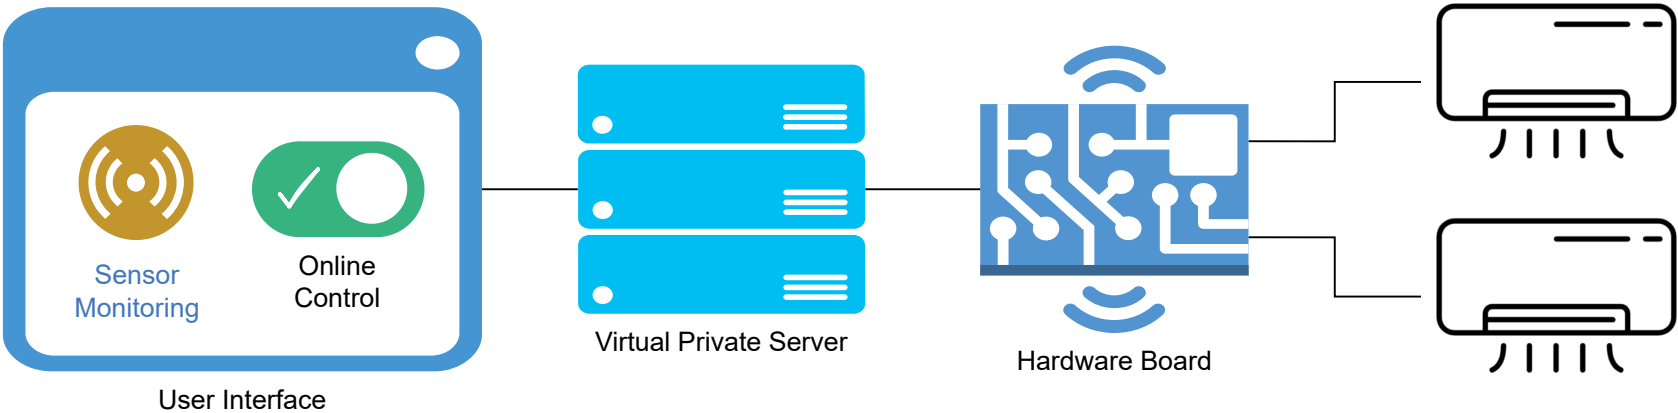 Sensor
Monitoring
Online
Control
User Interface
Virtual Private Server
Hardware Board